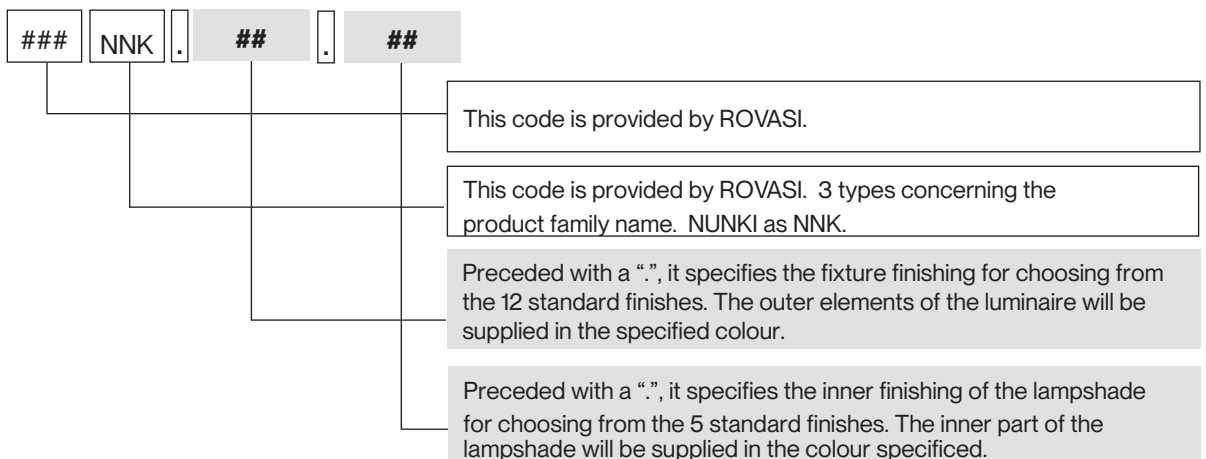 ### NNK . ## . ##
This code is provided by ROVASI.
This code is provided by ROVASI. 3 types concerning the
product family name. NUNKI as NNK.
Preceded with a “.”, it specifies the fixture finishing for choosing from
the 12 standard finishes. The outer elements of the luminaire will be
supplied in the specified colour.
Preceded with a “.”, it specifies the inner finishing of the lampshade
for choosing from the 5 standard finishes. The inner part of the
lampshade will be supplied in the colour specificed.